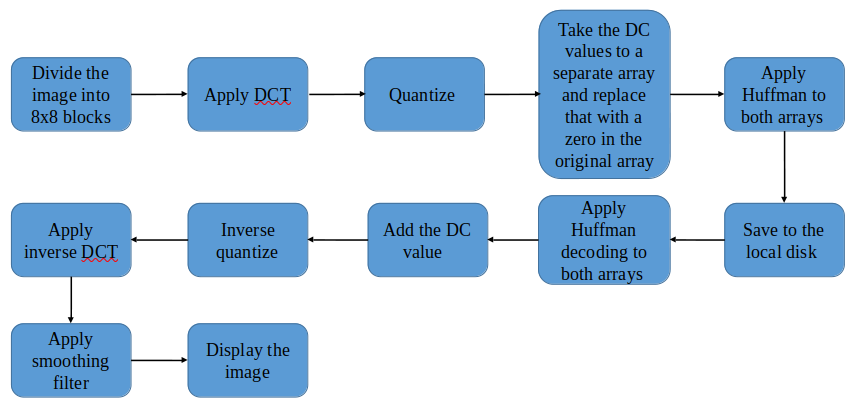 Divide the
image into
8x8 blocks
Apply DCT
Quantize
Take the DC
values to a
separate array
and replace
that with a
zero in the
original array
Apply
Huffman to
both arrays
Save to the
local disk
Apply
Huffman
decoding to
both arrays
Add the DC
value
Inverse
quantize
Apply
inverse DCT
Apply
smoothing
filter
Display the
image